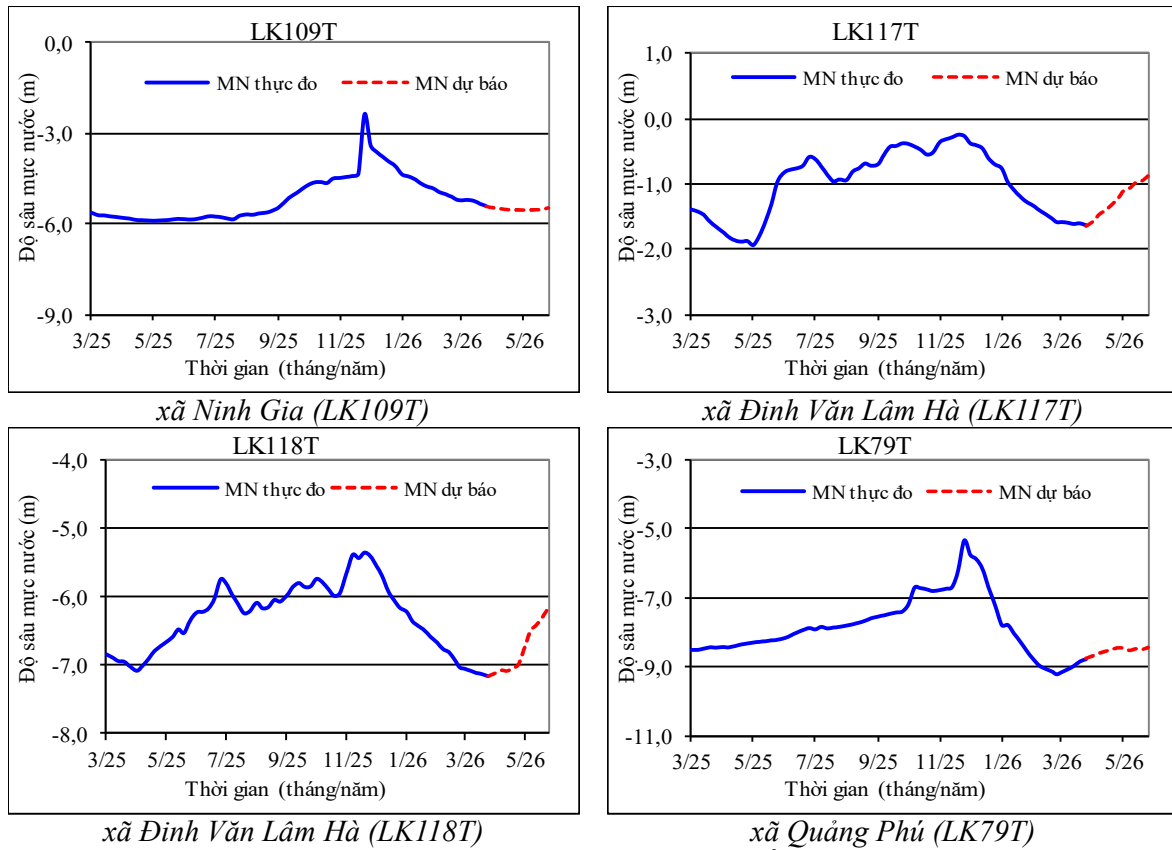 LK109T
MN thực đo
MN dự báo
Độ sâu mực nước (m)
0,0
-3,0
-6,0
-9,0
3/25 5/25 7/25 9/25 11/25 1/26 3/26 5/26
Thời gian (tháng/năm)
xã Ninh Gia (LK109T)
LK117T
MN thực đo
MN dự báo
Độ sâu mực nước (m)
1,0
0,0
-1,0
-2,0
-3,0
3/25 5/25 7/25 9/25 11/25 1/26 3/26 5/26
Thời gian (tháng/năm)
xã Đinh Văn Lâm Hà (LK117T)
LK118T
MN thực đo
MN dự báo
Độ sâu mực nước (m)
-4,0
-5,0
-6,0
-7,0
-8,0
3/25 5/25 7/25 9/25 11/25 1/26 3/26 5/26
Thời gian (tháng/năm)
xã Đinh Văn Lâm Hà (LK118T)
LK79T
MN thực đo
MN dự báo
Độ sâu mực nước (m)
-3,0
-5,0
-7,0
-9,0
-11,0
3/25 5/25 7/25 9/25 11/25 1/26 3/26 5/26
Thời gian (tháng/năm)
xã Quảng Phú (LK79T)